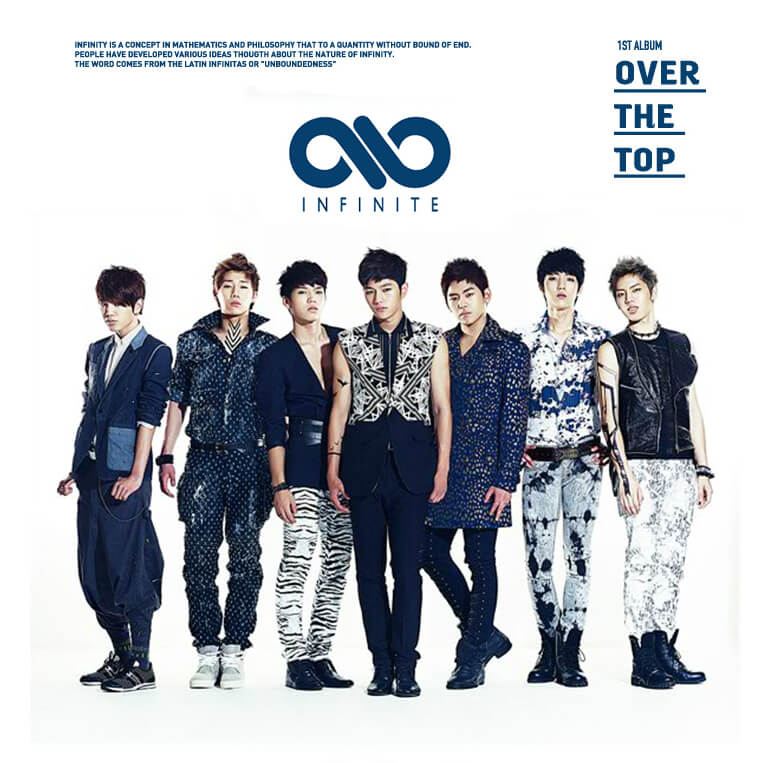 INFINITY IS A CONCEPT IN MATHEMATICS AND PHILOSOPHY THAT TO A QUANTITY WITHOUT BOUND OF END.
PEOPLE HAVE DEVELOPED VARIOUS IDEAS THOUGTH ABOUT THE NATURE OF INFINITY.
THE WORD COMES FROM THE LATIN INFINITAS OR "UNBOUNDEDNESS"
1ST ALBUM
OVER
THE
TOP
INFINITE